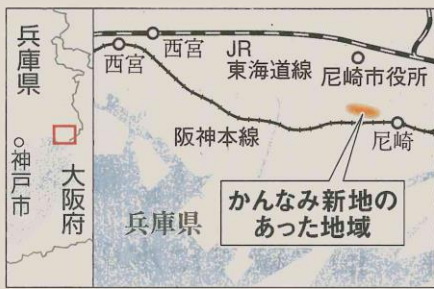 兵庫県
神戸市
大阪府
西宮
西宮
JR
東海道線
尼崎市役所
阪神本線
尼崎
かんなみ新地の
あった地域
兵庫県